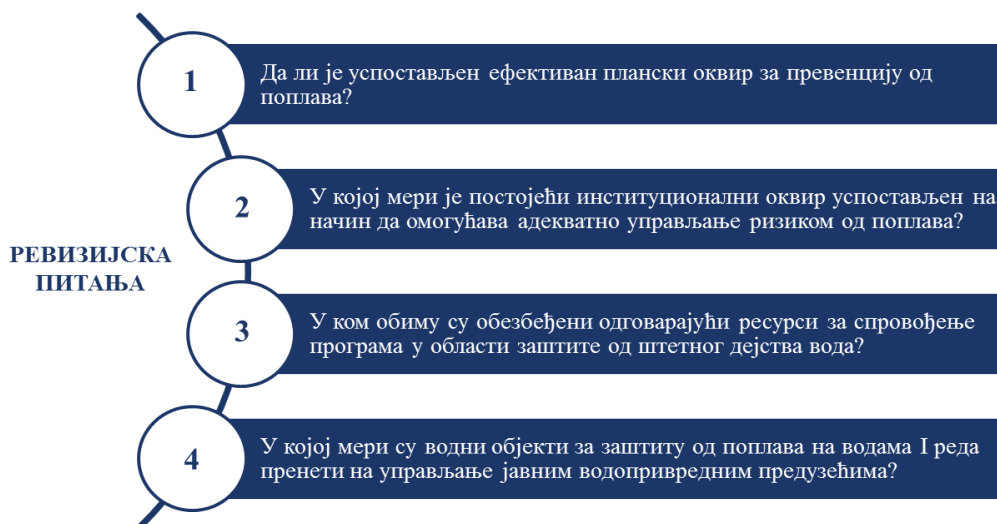 РЕВИЗИЈСКА
ПИТАЊА
1
Да ли је успостављен ефективан плански оквир за превенцију од
поплава?
2
У којој мери је постојећи институционални оквир успостављен на
начин да омогућава адекватно управљање ризиком од поплава?
3
У ком обиму су обезбеђени одговарајући ресурси за спровођење
програма у области заштите од штетног дејства вода?
4
У којој мери су водни објекти за заштиту од поплава на водама I реда
пренети на управљање јавним водопривредним предузећима?